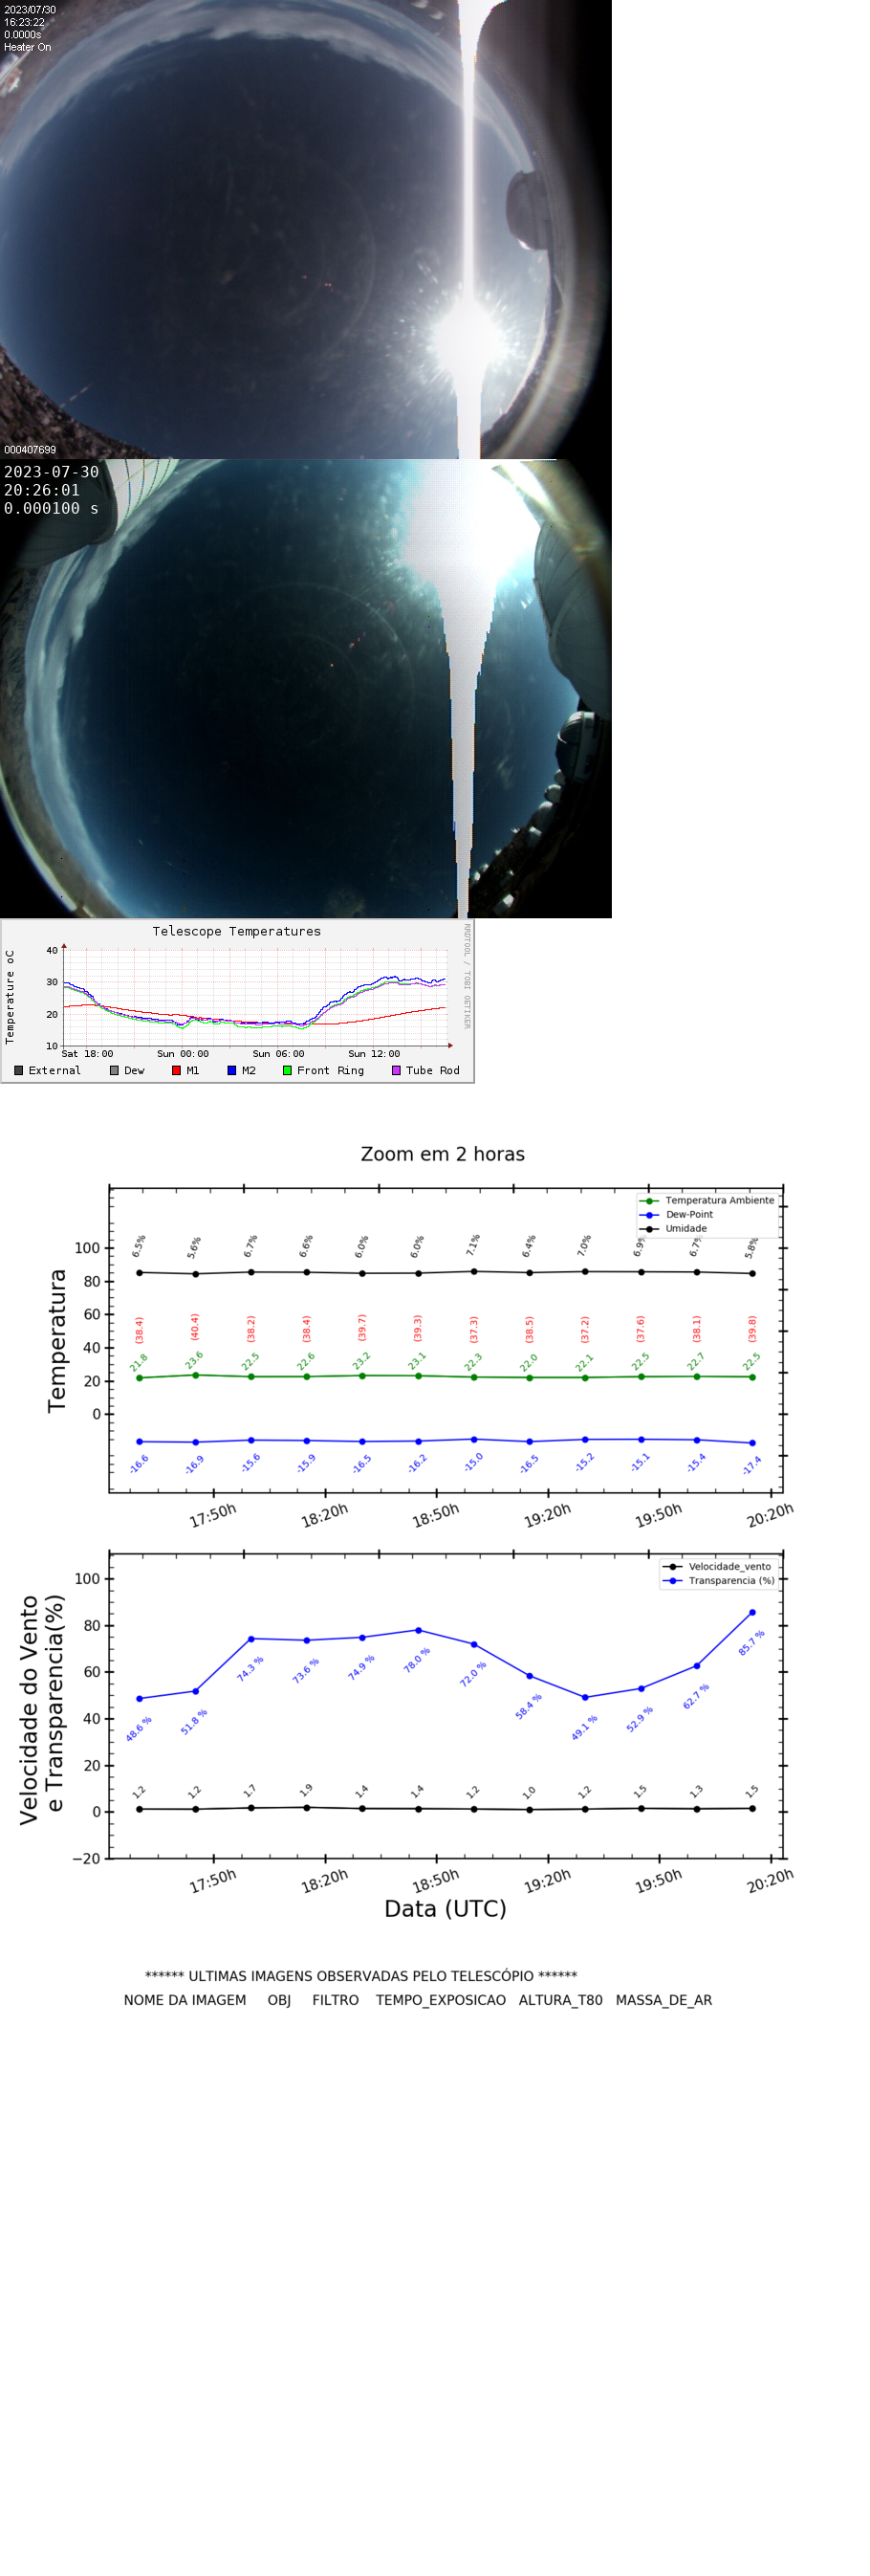 2023/07/30
16:23:22
0.0000s
Heater On
000407699
2023-07-30
20:26:01
0.000100 s
Telescope Temperatures
RRDTOOL / TOBI OETIKER
Temperature oC
40
30
20
10
Sat 18:00 Sun 00:00 Sun 06:00 Sun 12:00
External Dew M1 M2 Front Ring Tube Rod
Zoom em 2 horas
Temperatura Ambiente
Dew-Point
Umidade
Temperatura
100
80
60
40
20
0
6.5% 5.6% 6.7% 6.6% 6.0% 6.0% 7.1% 6.4% 7.0% 6.9% 6.7% 5.8%
(38.4) (40.4) (38.2) (38.4) (39.7) (39.3) (37.3) (38.5) (37.2) (37.6) (38.1) (39.8)
21.8 23.6 22.5 22.6 23.2 23.1 22.3 22.0 22.1 22.5 22.7 22.5
-16.6 -16.9 -15.6 -15.9 -16.5 -16.2 -15.0 -16.5 -15.2 -15.1 -15.4 -17.4
17:50h 18:20h 18:50h 19:20h 19:50h 20:20h
Velocidade_vento
Transparencia (%)
Velocidade do Vento
e Transparencia(%)
100
80
60
40
20
0
−20
48.6 % 51.8 % 74.3 % 73.6 % 74.9 % 78.0 % 72.0 % 58.4 % 49.1 % 52.9 % 62.7 % 85.7 %
1.2 1.2 1.7 1.9 1.4 1.4 1.2 1.0 1.2 1.5 1.3 1.5
17:50h 18:20h 18:50h 19:20h 19:50h 20:20h
Data (UTC)
****** ULTIMAS IMAGENS OBSERVADAS PELO TELESCÓPIO ******
NOME DA IMAGEM OBJ FILTRO TEMPO_EXPOSICAO ALTURA_T80 MASSA_DE_AR